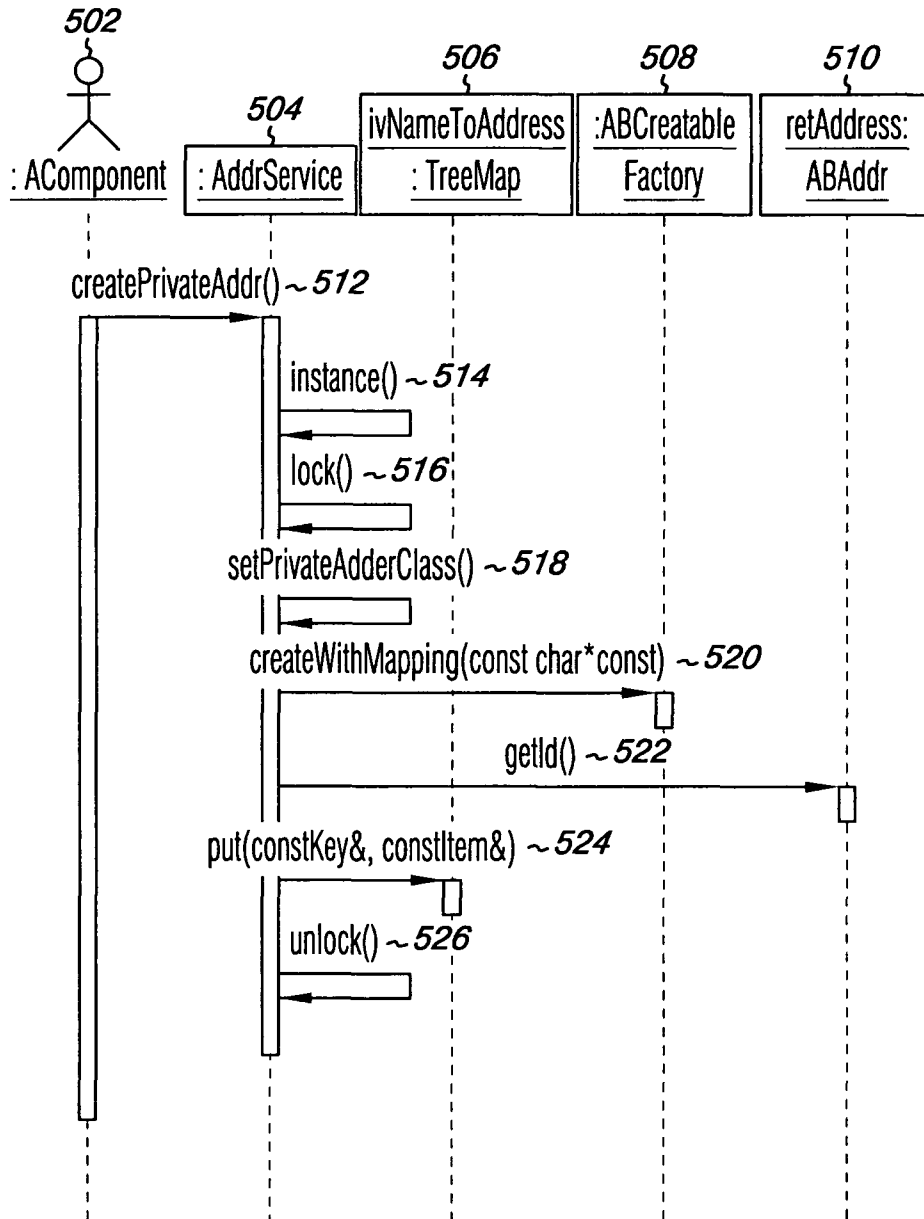 502
506
508
510
504
ivNameToAddress
: TreeMap
:ABCreatable
Factory
retAddress:
ABAddr
: AComponent
: AddrService
createPrivateAddr() ~512
instance() ~514
lock() ~516
setPrivateAdderClass() ~518
createWithMapping(const char*const) ~520
getId() ~522
put(constKey&, constItem&) ~524
unlock() ~526